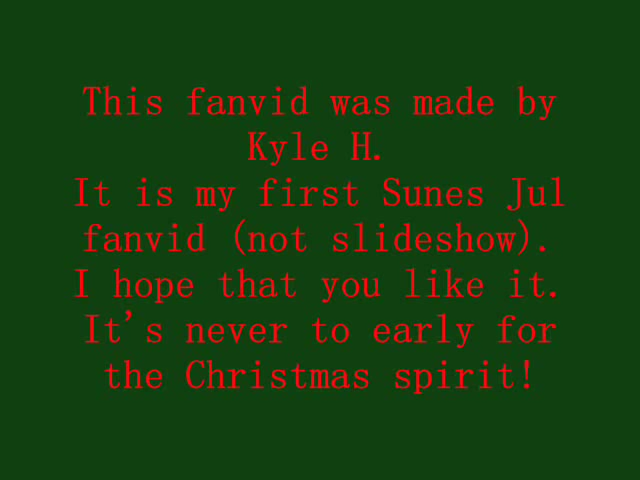 This fanvid was made by
Kyle H.
It is my first Sunes Jul
fanvid (not slideshow).
I hope that you like it.
It's never to early for
the Christmas spirit!